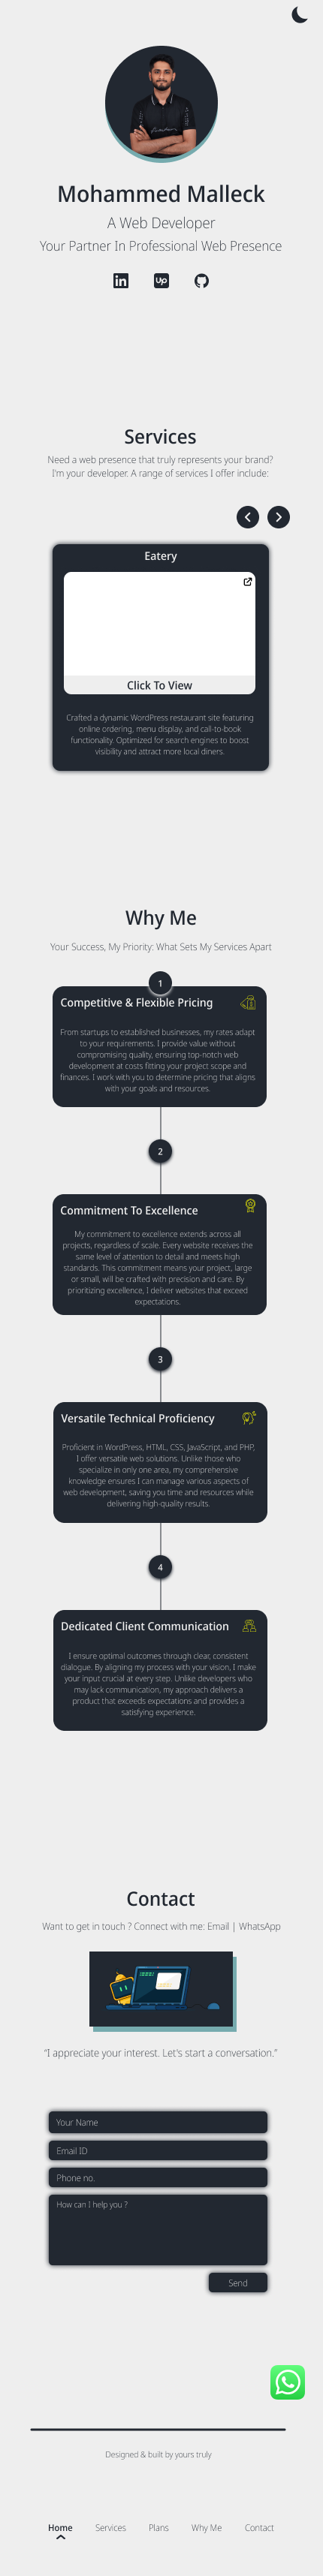 Mohammed Malleck
A Web Developer
Your Partner In Professional Web Presence
in
Up
Services
Need a web presence that truly represents your brand?
I'm your developer. A range of services I offer include:
Eatery
Click To View
Crafted a dynamic WordPress restaurant site featuring
online ordering, menu display, and call-to-book
functionality. Optimized for search engines to boost
visibility and attract more local diners.
Why Me
Your Success, My Priority: What Sets My Services Apart
1
Competitive & Flexible Pricing
From startups to established businesses, my rates adapt
to your requirements. I provide value without
compromising quality, ensuring top-notch web
development at costs fitting your project scope and
finances. I work with you to determine pricing that aligns
with your goals and resources.
2
Commitment To Excellence
My commitment to excellence extends across all
projects, regardless of scale. Every website receives the
same level of attention to detail and meets high
standards. This commitment means your project, large
or small, will be crafted with precision and care. By
prioritizing excellence, I deliver websites that exceed
expectations.
3
Versatile Technical Proficiency
Proficient in WordPress, HTML, CSS, JavaScript, and PHP,
I offer versatile web solutions. Unlike those who
specialize in only one area, my comprehensive
knowledge ensures I can manage various aspects of
web development, saving you time and resources while
delivering high-quality results.
4
Dedicated Client Communication
I ensure optimal outcomes through clear, consistent
dialogue. By aligning my process with your vision, I make
your input crucial at every step. Unlike developers who
may lack communication, my approach delivers a
product that exceeds expectations and provides a
satisfying experience.
Contact
Want to get in touch ? Connect with me: Email | WhatsApp
“I appreciate your interest. Let's start a conversation.”
Your Name
Email ID
Phone no.
How can I help you ?
Send
Designed & built by yours truly
Home Services Plans Why Me Contact